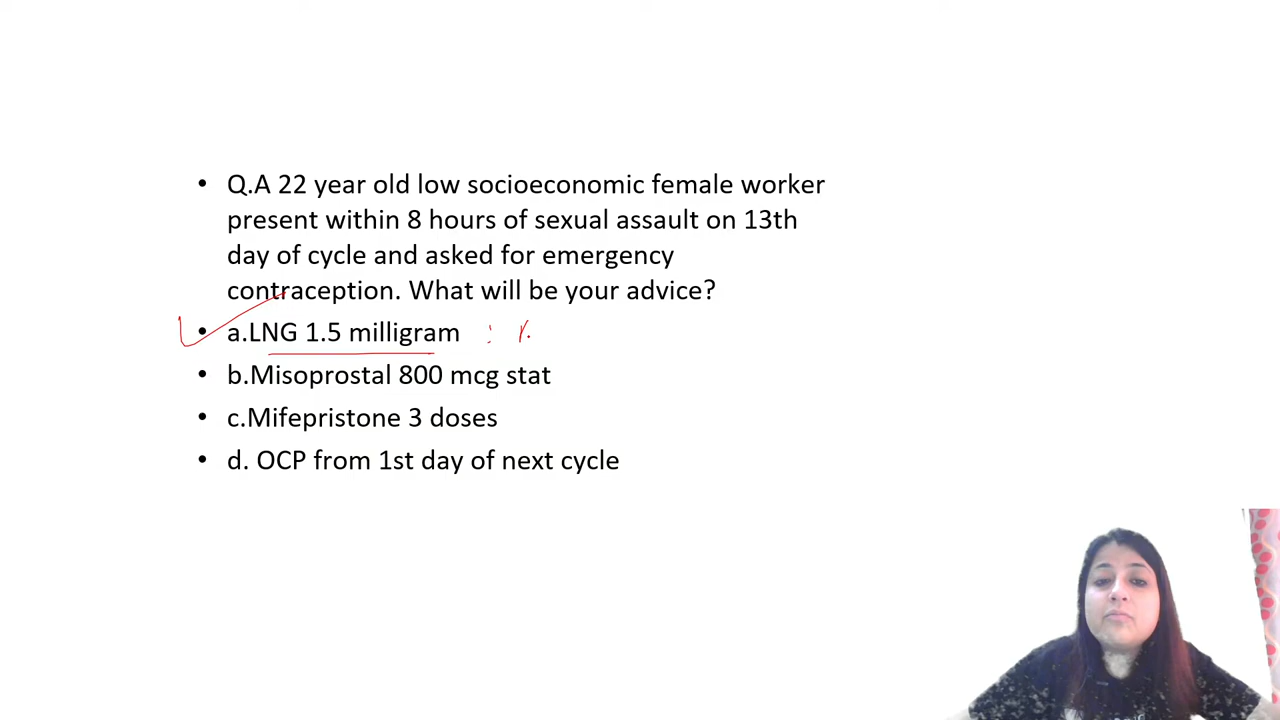 • Q.A 22 year old low socioeconomic female worker
present within 8 hours of sexual assault on 13th
day of cycle and asked for emergency
contraception. What will be your advice?
• a.LNG 1.5 milligram :
• b.Misoprostal 800 mcg stat
• c.Mifepristone 3 doses
• d. OCP from 1st day of next cycle